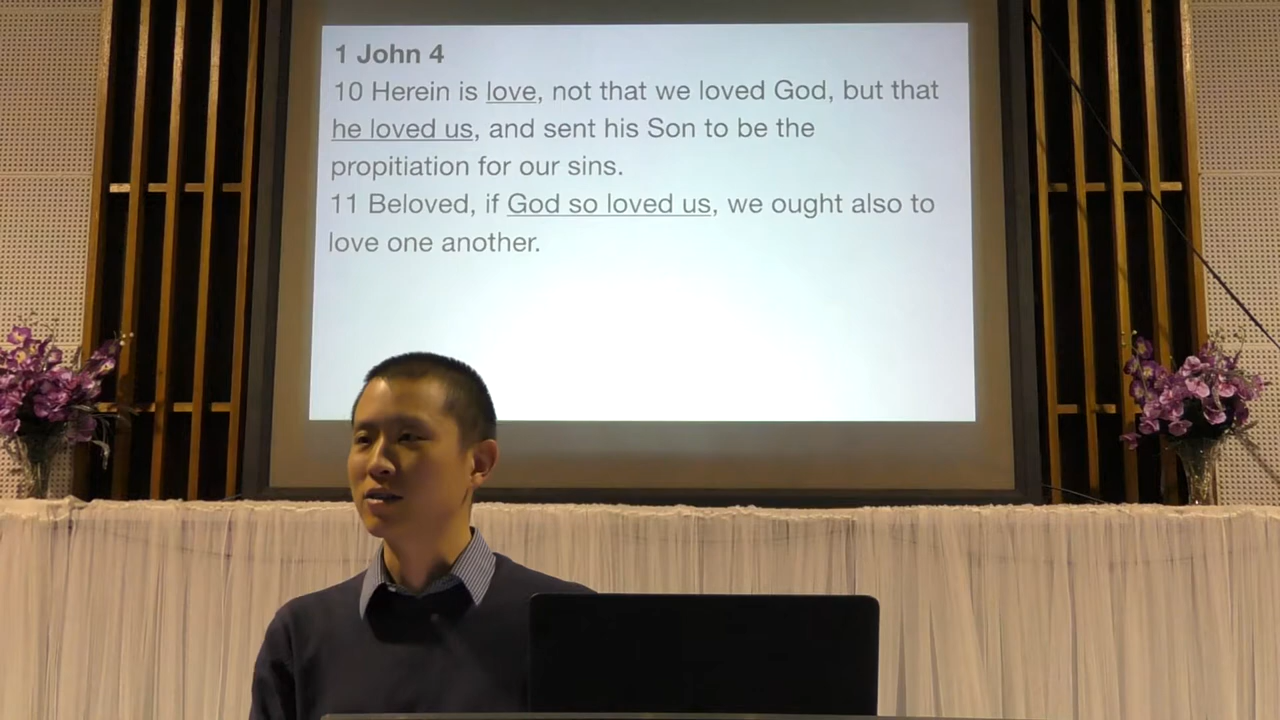 1 John 4
10 Herein is love, not that we loved God, but that
he loved us, and sent his Son to be the
propitiation for our sins.
11 Beloved, if God so loved us, we ought also to
love one another.